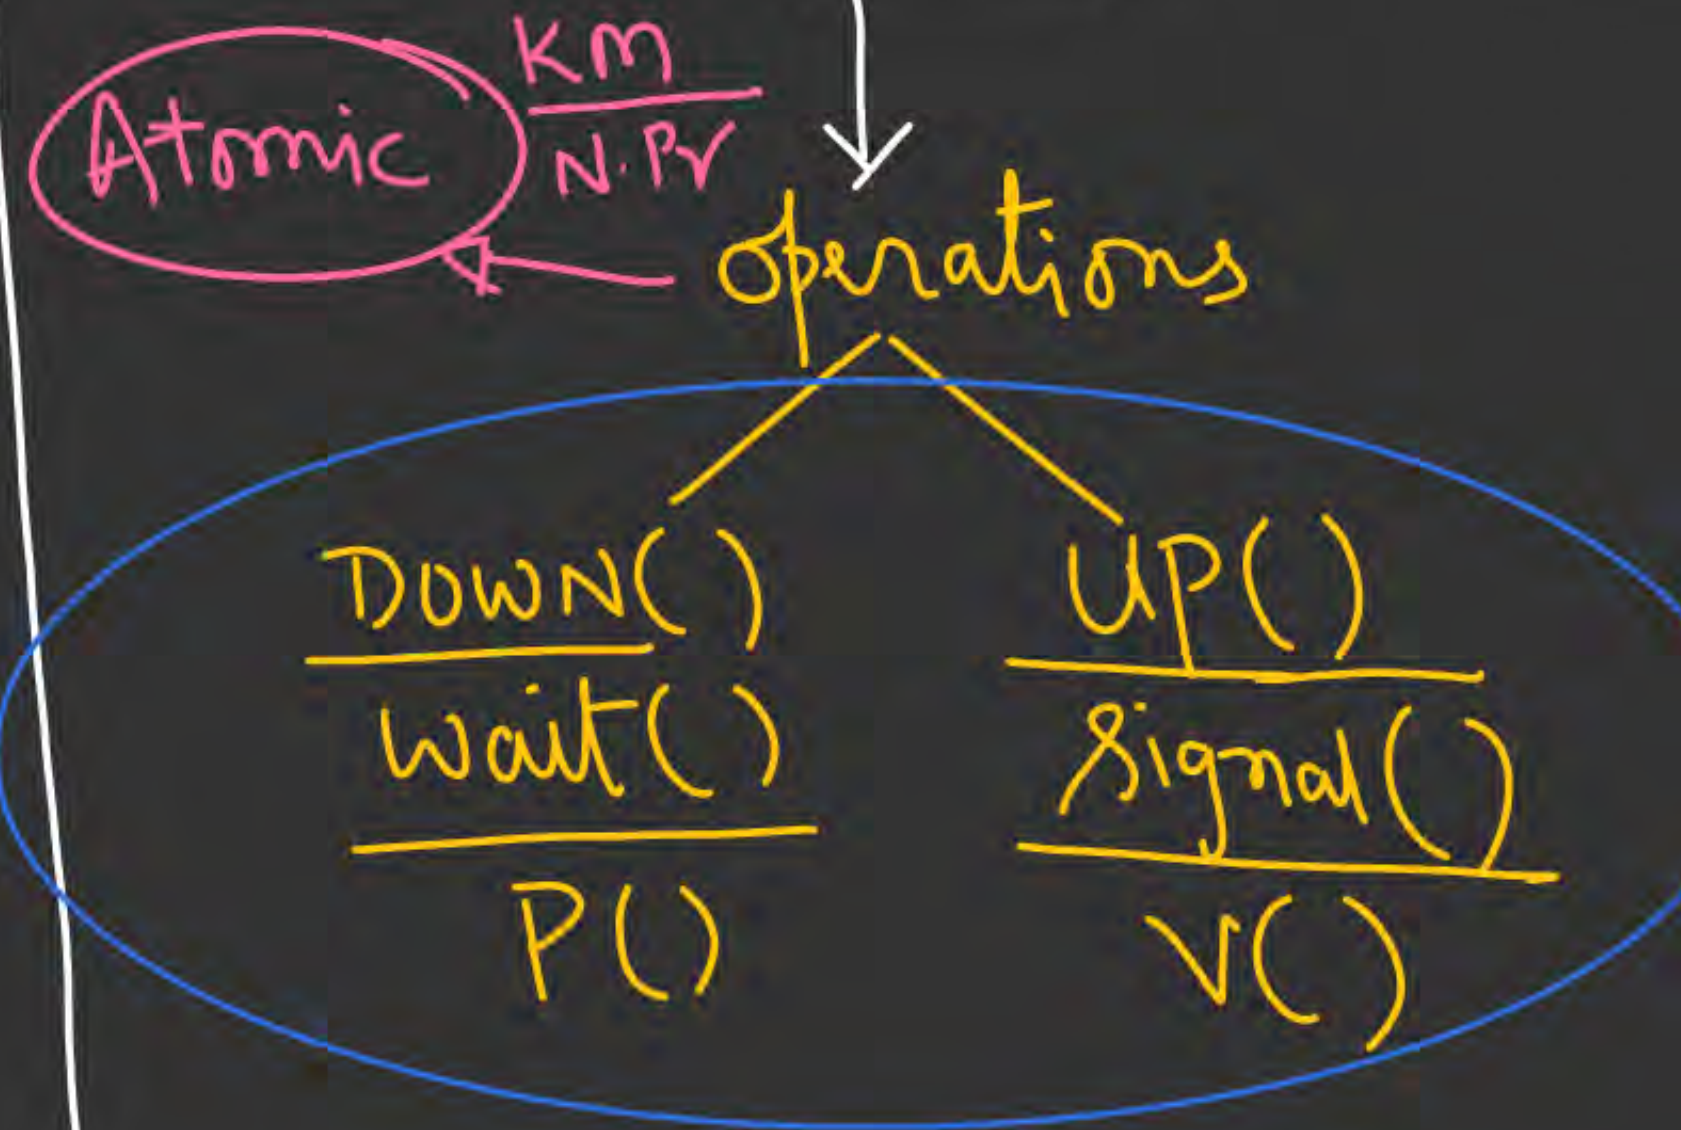 KM
Atomic
N.Pr
operations
DOWN( )
UP( )
Wait( )
Signal( )
P( )
V( )